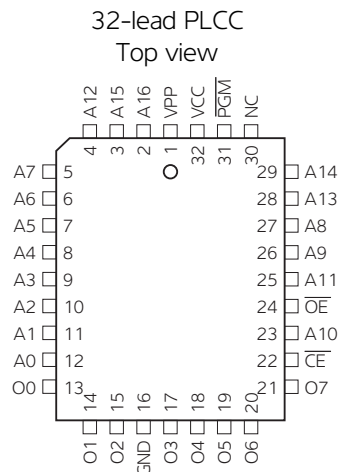 32-lead PLCC
Top view
A12 A15 A16 VPP VCC PGM NC
4 3 2 1 32 31 30
A7 5 29 A14
A6 6 28 A13
A5 7 27 A8
A4 8 26 A9
A3 9 25 A11
A2 10 24 OE
A1 11 23 A10
A0 12 22 CE
O0 13 21 O7
14 15 16 17 18 19 20
O1 O2 GND O3 O4 O5 O6